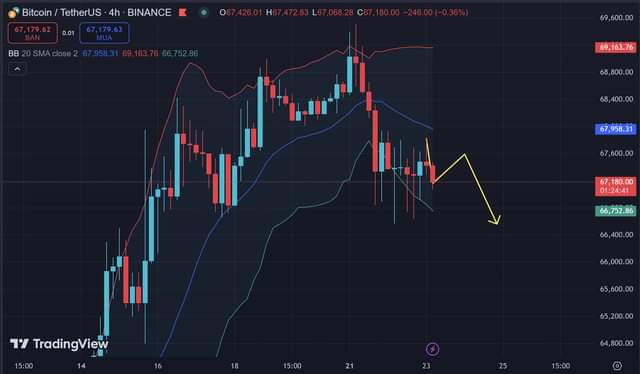 Bitcoin / TetherUS · 4h · BINANCE O67,426.01 H67,472.83 L67,068.28 C67,180.00 −246.00 (−0.36%)
67,179.62 0.01 67,179.63
BAN MUA
BB 20 SMA close 2 67,958.31 69,163.76 66,752.86
69,600.00
69,163.76
68,800.00
68,400.00
67,958.31
67,600.00
67,180.00
01:24:41
66,752.86
66,400.00
66,000.00
65,600.00
65,200.00
64,800.00
TradingView
15:00 14 16 18 15:00 21 23 25 15:00